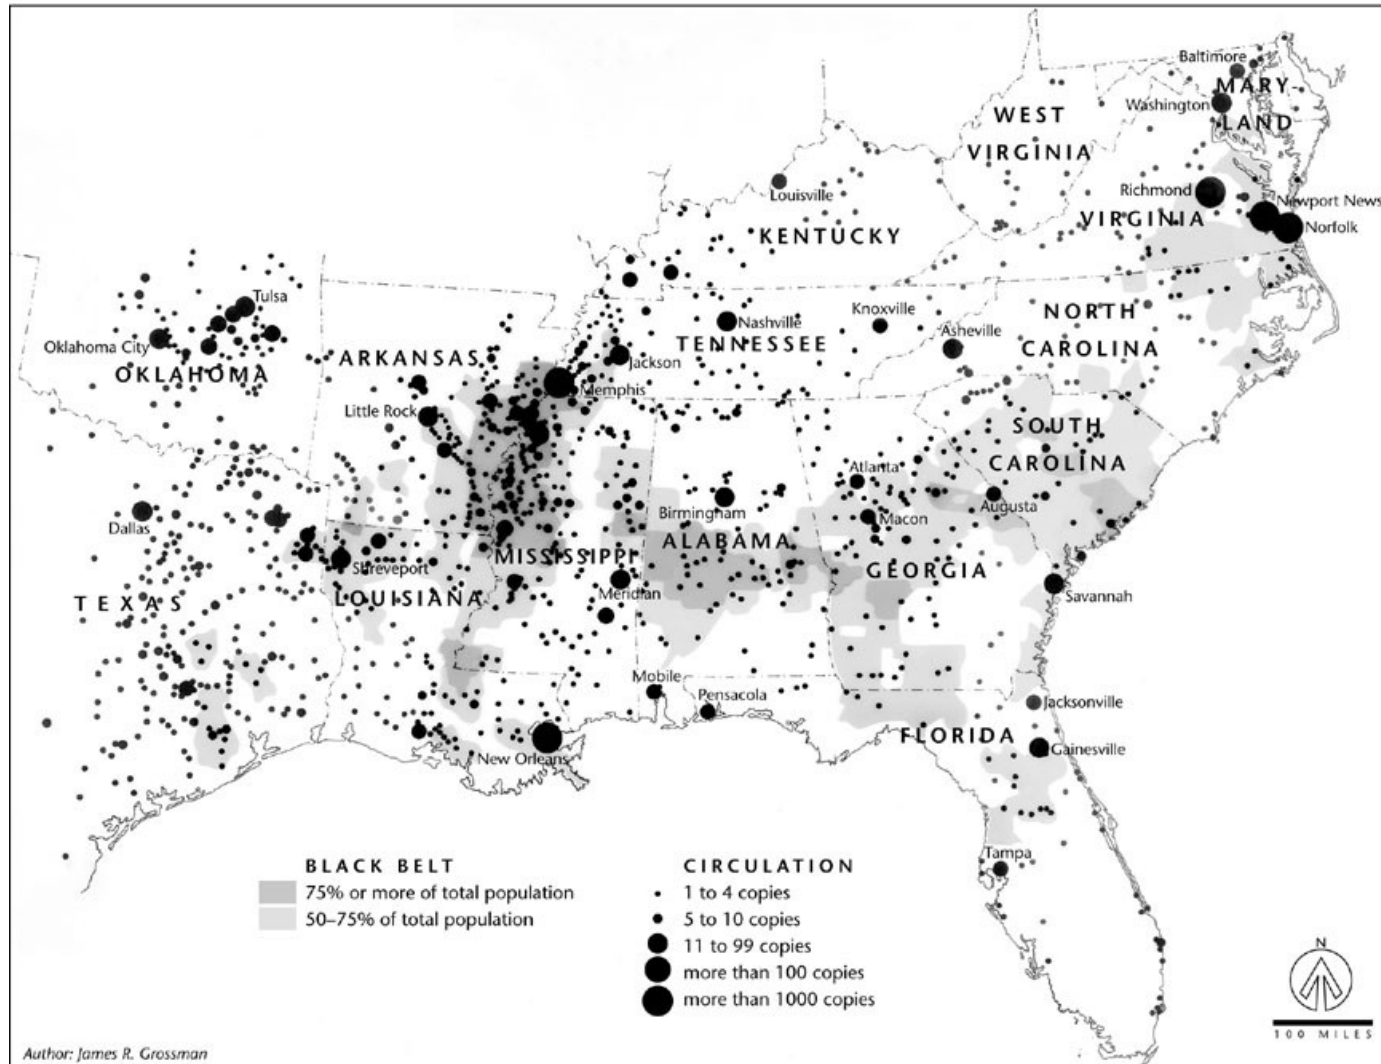 Baltimore
MARY-
LAND
Washington
WEST
VIRGINIA
Louisville
Richmond
VIRGINIA
Newport News
Norfolk
KENTUCKY
Tulsa
Oklahoma City
OKLAHOMA
ARKANSAS
Little Rock
Nashville
TENNESSEE
Knoxville
Asheville
NORTH
CAROLINA
Jackson
Memphis
SOUTH
CAROLINA
Atlanta
Augusta
Macon
Birmingham
ALABAMA
GEORGIA
Savannah
Dallas
TEXAS
Shreveport
LOUISIANA
MISSISSIPPI
Meridian
Mobile
Pensacola
New Orleans
Jacksonville
FLORIDA
Gainesville
Tampa
BLACK BELT
75% or more of total population
50–75% of total population
CIRCULATION
1 to 4 copies
5 to 10 copies
11 to 99 copies
more than 100 copies
more than 1000 copies
N
100 MILES
Author: James R. Grossman